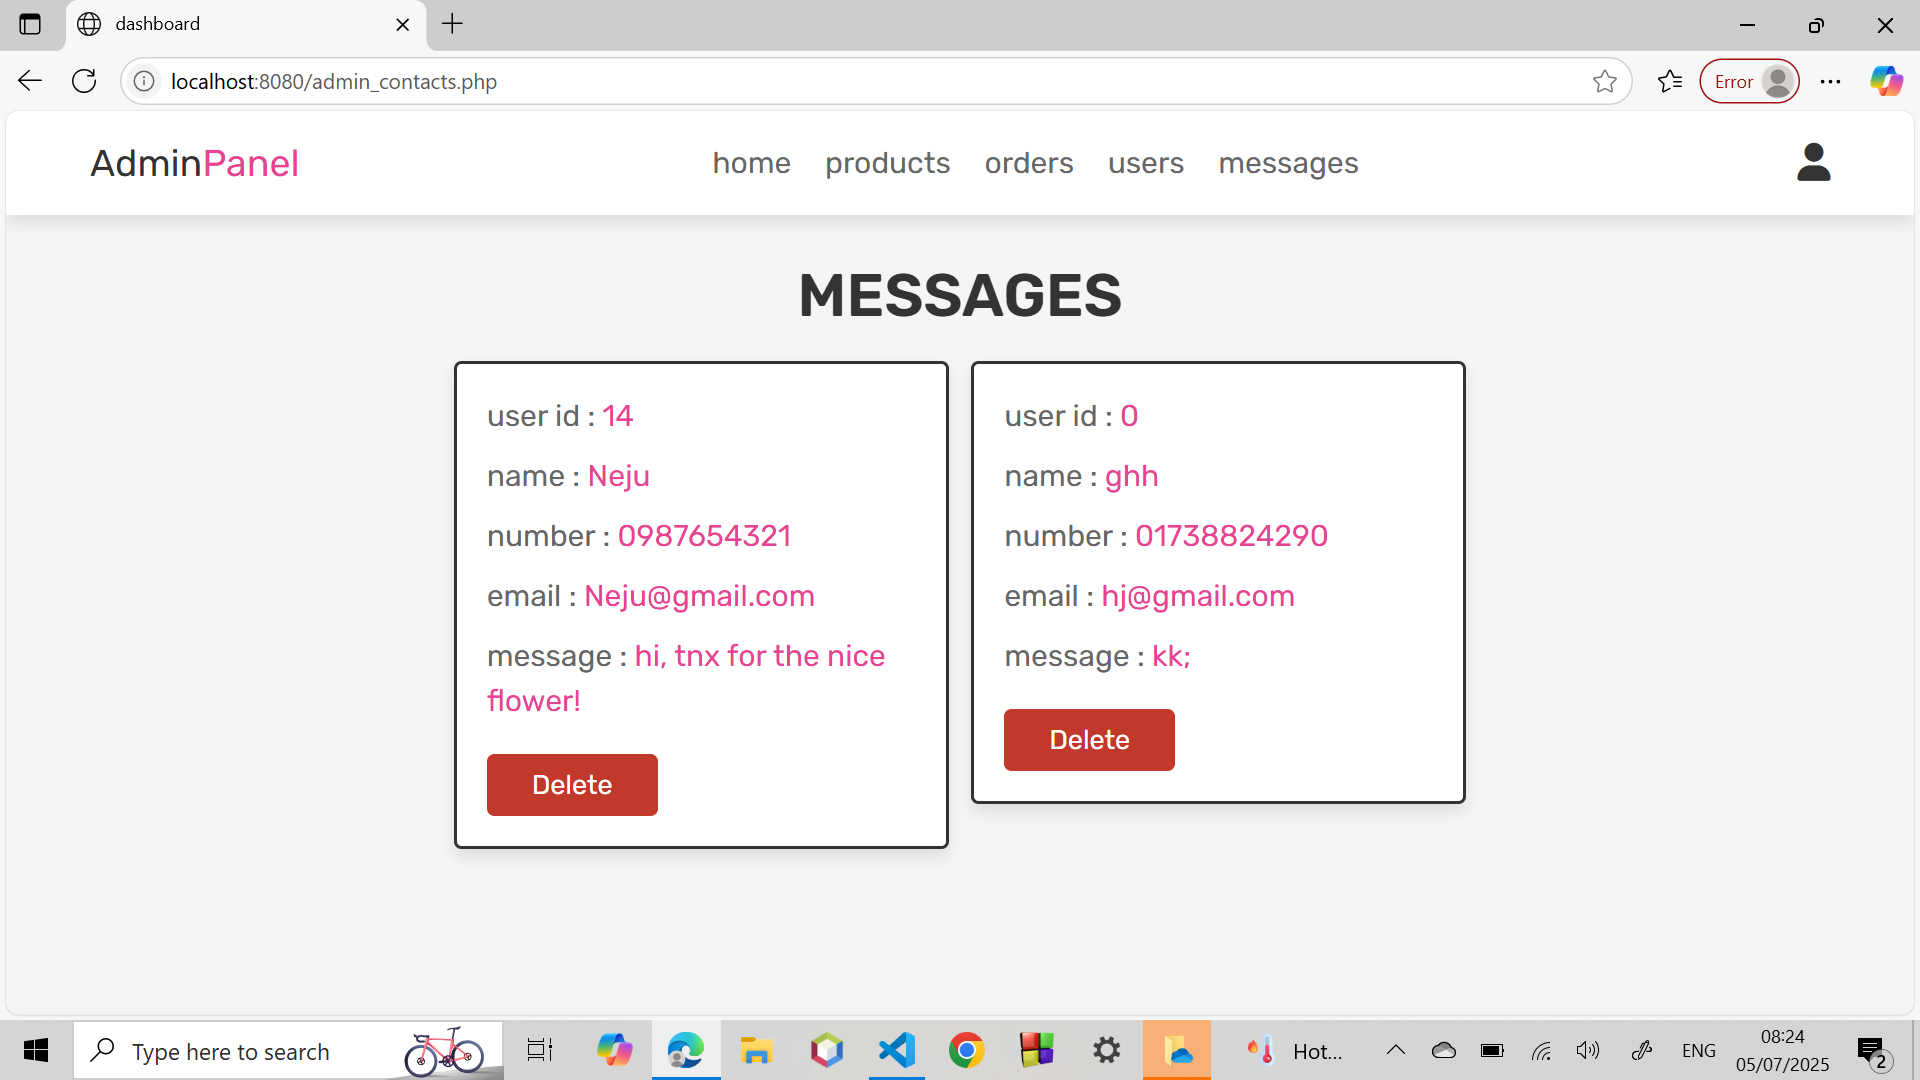 dashboard
localhost:8080/admin_contacts.php
Error
AdminPanel
home products orders users messages
MESSAGES
user id : 14
name : Neju
number : 0987654321
email : Neju@gmail.com
message : hi, tnx for the nice
flower!
Delete
user id : 0
name : ghh
number : 01738824290
email : hj@gmail.com
message : kk;
Delete
Type here to search
Hot...
ENG
08:24
05/07/2025
2